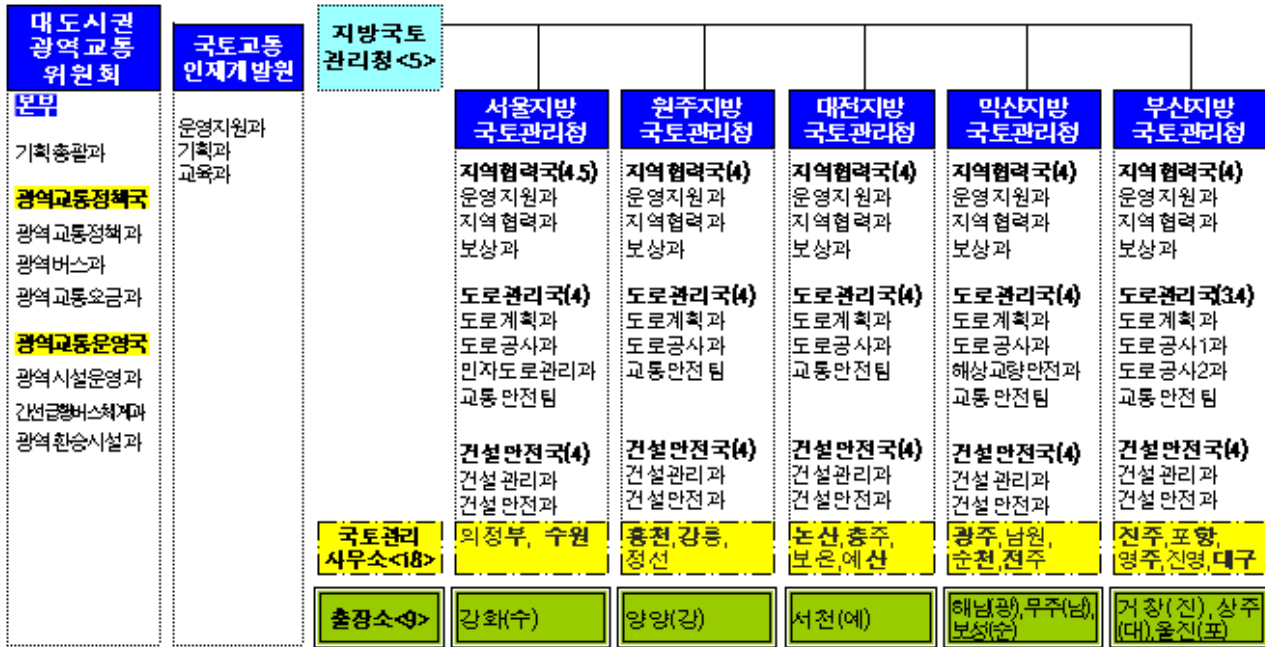 대도시권
광역교통
위원회
본부
기획총괄과
광역교통정책국
광역교통정책과
광역버스과
광역교통요금과
광역교통운영국
광역시설운영과
간선급행버스체계과
광역환승시설과
국토교통
인재개발원
운영지원과
기획과
교육과
지방국토
관리청<5>
서울지방
국토관리청
지역협력국(4.5)
운영지원과
지역협력과
보상과
도로관리국(4)
도로계획과
도로공사과
민자도로관리과
교통안전팀
건설안전국(4)
건설관리과
건설안전과
원주지방
국토관리청
지역협력국(4)
운영지원과
지역협력과
보상과
도로관리국(4)
도로계획과
도로공사과
교통안전팀
건설안전국(4)
건설관리과
건설안전과
대전지방
국토관리청
지역협력국(4)
운영지원과
지역협력과
보상과
도로관리국(4)
도로계획과
도로공사과
교통안전팀
건설안전국(4)
건설관리과
건설안전과
익산지방
국토관리청
지역협력국(4)
운영지원과
지역협력과
보상과
도로관리국(4)
도로계획과
도로공사과
해상교량안전과
교통안전팀
건설안전국(4)
건설관리과
건설안전과
부산지방
국토관리청
지역협력국(4)
운영지원과
지역협력과
보상과
도로관리국(3.4)
도로계획과
도로공사1과
도로공사2과
교통안전팀
건설안전국(4)
건설관리과
건설안전과
국토관리
사무소<18>
의정부, 수원
홍천,강릉,
정선
논산,충주,
보은,예산
광주,남원,
순천,전주
진주,포항,
영주,진영,대구
출장소<9>
강화(수)
양양(강)
서천(예)
해남(광),무주(남),
보성(순)
거창(진),상주
(대),울진(포)